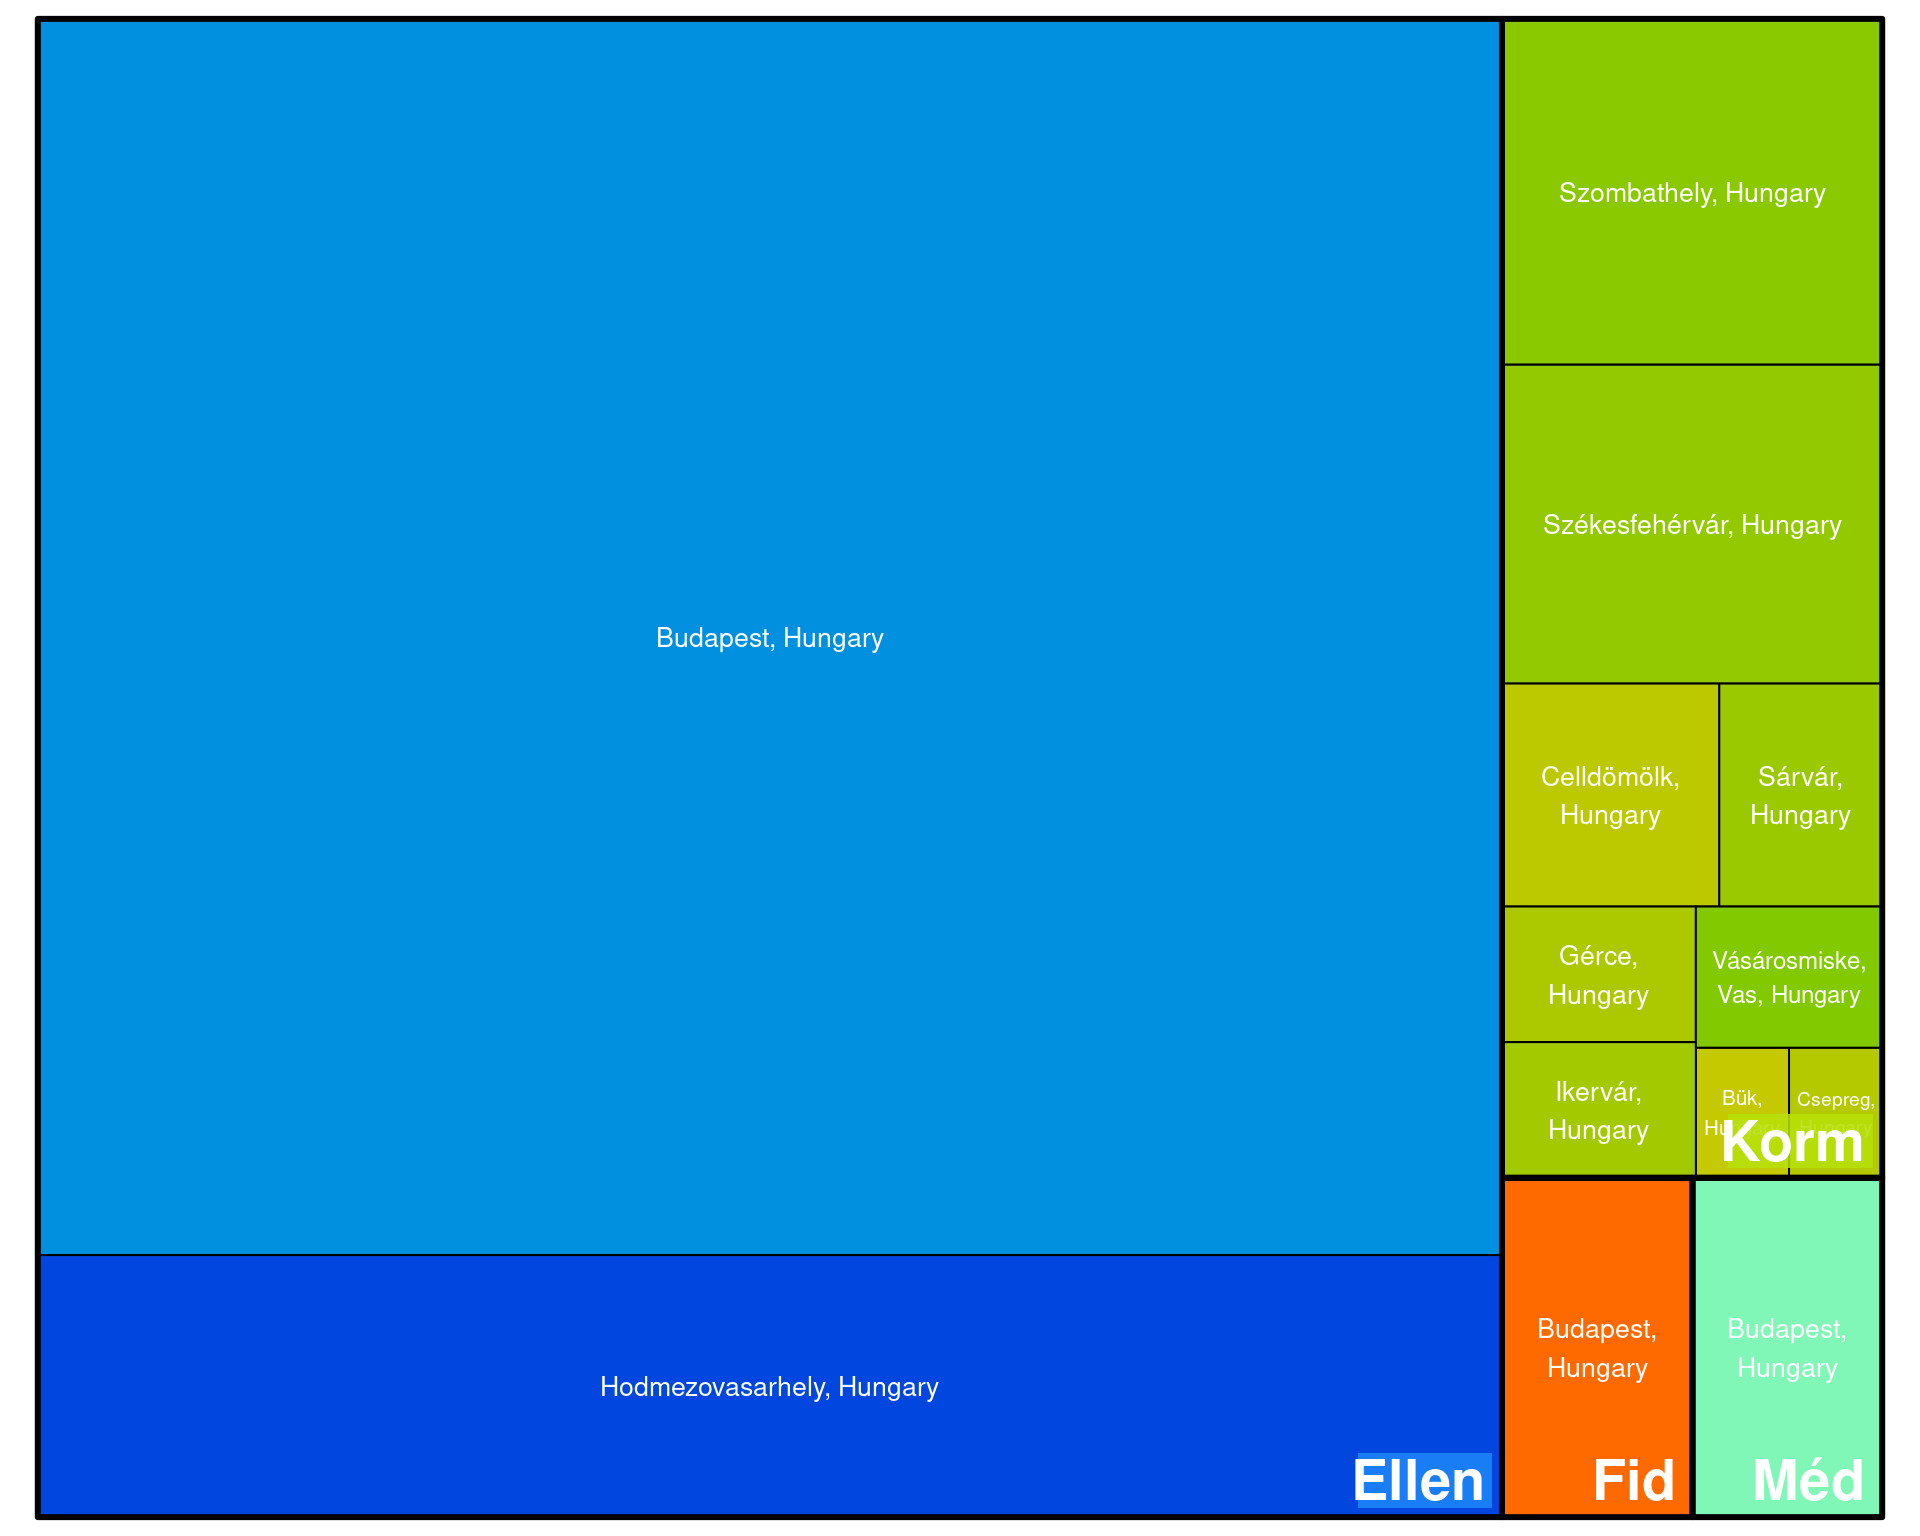 Budapest, Hungary
Hodmezovasarhely, Hungary
Ellen
Szombathely, Hungary
Székesfehérvár, Hungary
Celldömölk,
Hungary
Sárvár,
Hungary
Gérce,
Hungary
Vásárosmiske,
Vas, Hungary
Ikervár,
Hungary
Bük,
Csepreg,
Hungary
Korm
Budapest,
Hungary
Fid
Budapest,
Hungary
Méd